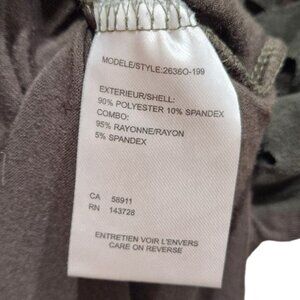 MODELE/STYLE:2636O-199
EXTERIEUR/SHELL:
90% POLYESTER 10% SPANDEX
COMBO:
95% RAYONNE/RAYON
5% SPANDEX
CA 58911
RN 143728
ENTRETIEN VOIR L'ENVERS
CARE ON REVERSE